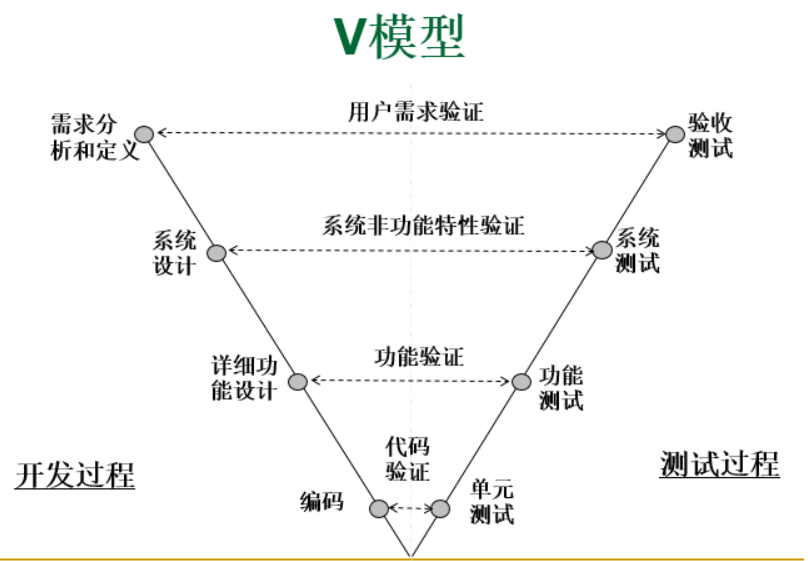 V模型
用户需求验证
需求分
析和定义
验收
测试
系统非功能特性验证
系统
设计
系统
测试
功能验证
详细功
能设计
功能
测试
代码
验证
开发过程
测试过程
编码
单元
测试